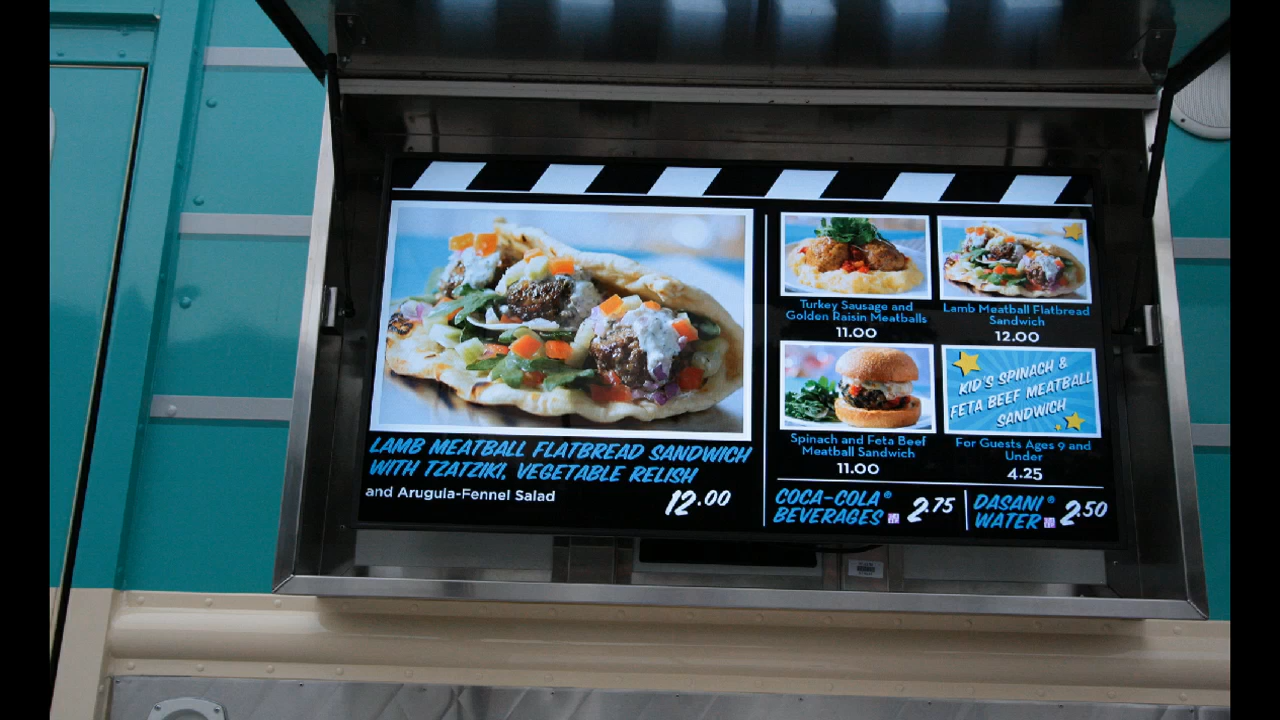 LAMB MEATBALL FLATBREAD SANDWICH
WITH TZATZIKI, VEGETABLE RELISH
and Arugula-Fennel Salad
12.00
Turkey Sausage and
Golden Raisin Meatballs
11.00
Lamb Meatball Flatbread
Sandwich
12.00
Spinach and Feta Beef
Meatball Sandwich
11.00
KID'S SPINACH &
FETA BEEF MEATBALL
SANDWICH
For Guests Ages 9 and
Under
4.25
COCA-COLA®
BEVERAGES
2.75
DASANI®
WATER
2.50